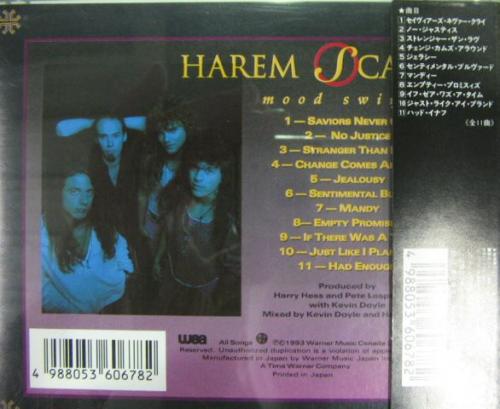 HAREM SCA
mood swi
1 — SAVIORS NEVER
2 — NO JUSTICE
3 — STRANGER THAN
4 — CHANGE COMES A
5 — JEALOUSY
6 — SENTIMENTAL B
7 — MANDY
8 — EMPTY PROMIS
9 — IF THERE WAS A
10 — JUST LIKE I PLA
11 — HAD ENOUG
Produced by
Harry Hess and Pete Lesp
with Kevin Doyle
Mixed by Kevin Doyle and Ha
wea
All Songs
℗©1993 Warner Music Canada
Reserved. Unauthorized duplication is a violation of app
Manufactured in Japan by Warner Music Japan In
A Time Warner Company
Printed in Japan
4 988053 606782
★曲目
1 セイヴィアーズ・ネヴァー・クライ
2 ノー・ジャスティス
3 ストレンジャー・ザン・ラヴ
4 チェンジ・カムズ・アラウンド
5 ジェラシー
6 センティメンタル・ブルヴァード
7 マンディー
8 エンプティー・プロミスィズ
9 イフ・ゼア・ワズ・ア・タイム
10 ジャスト・ライク・アイ・プランド
11 ハッド・イナフ
(全11曲)
4988053606782